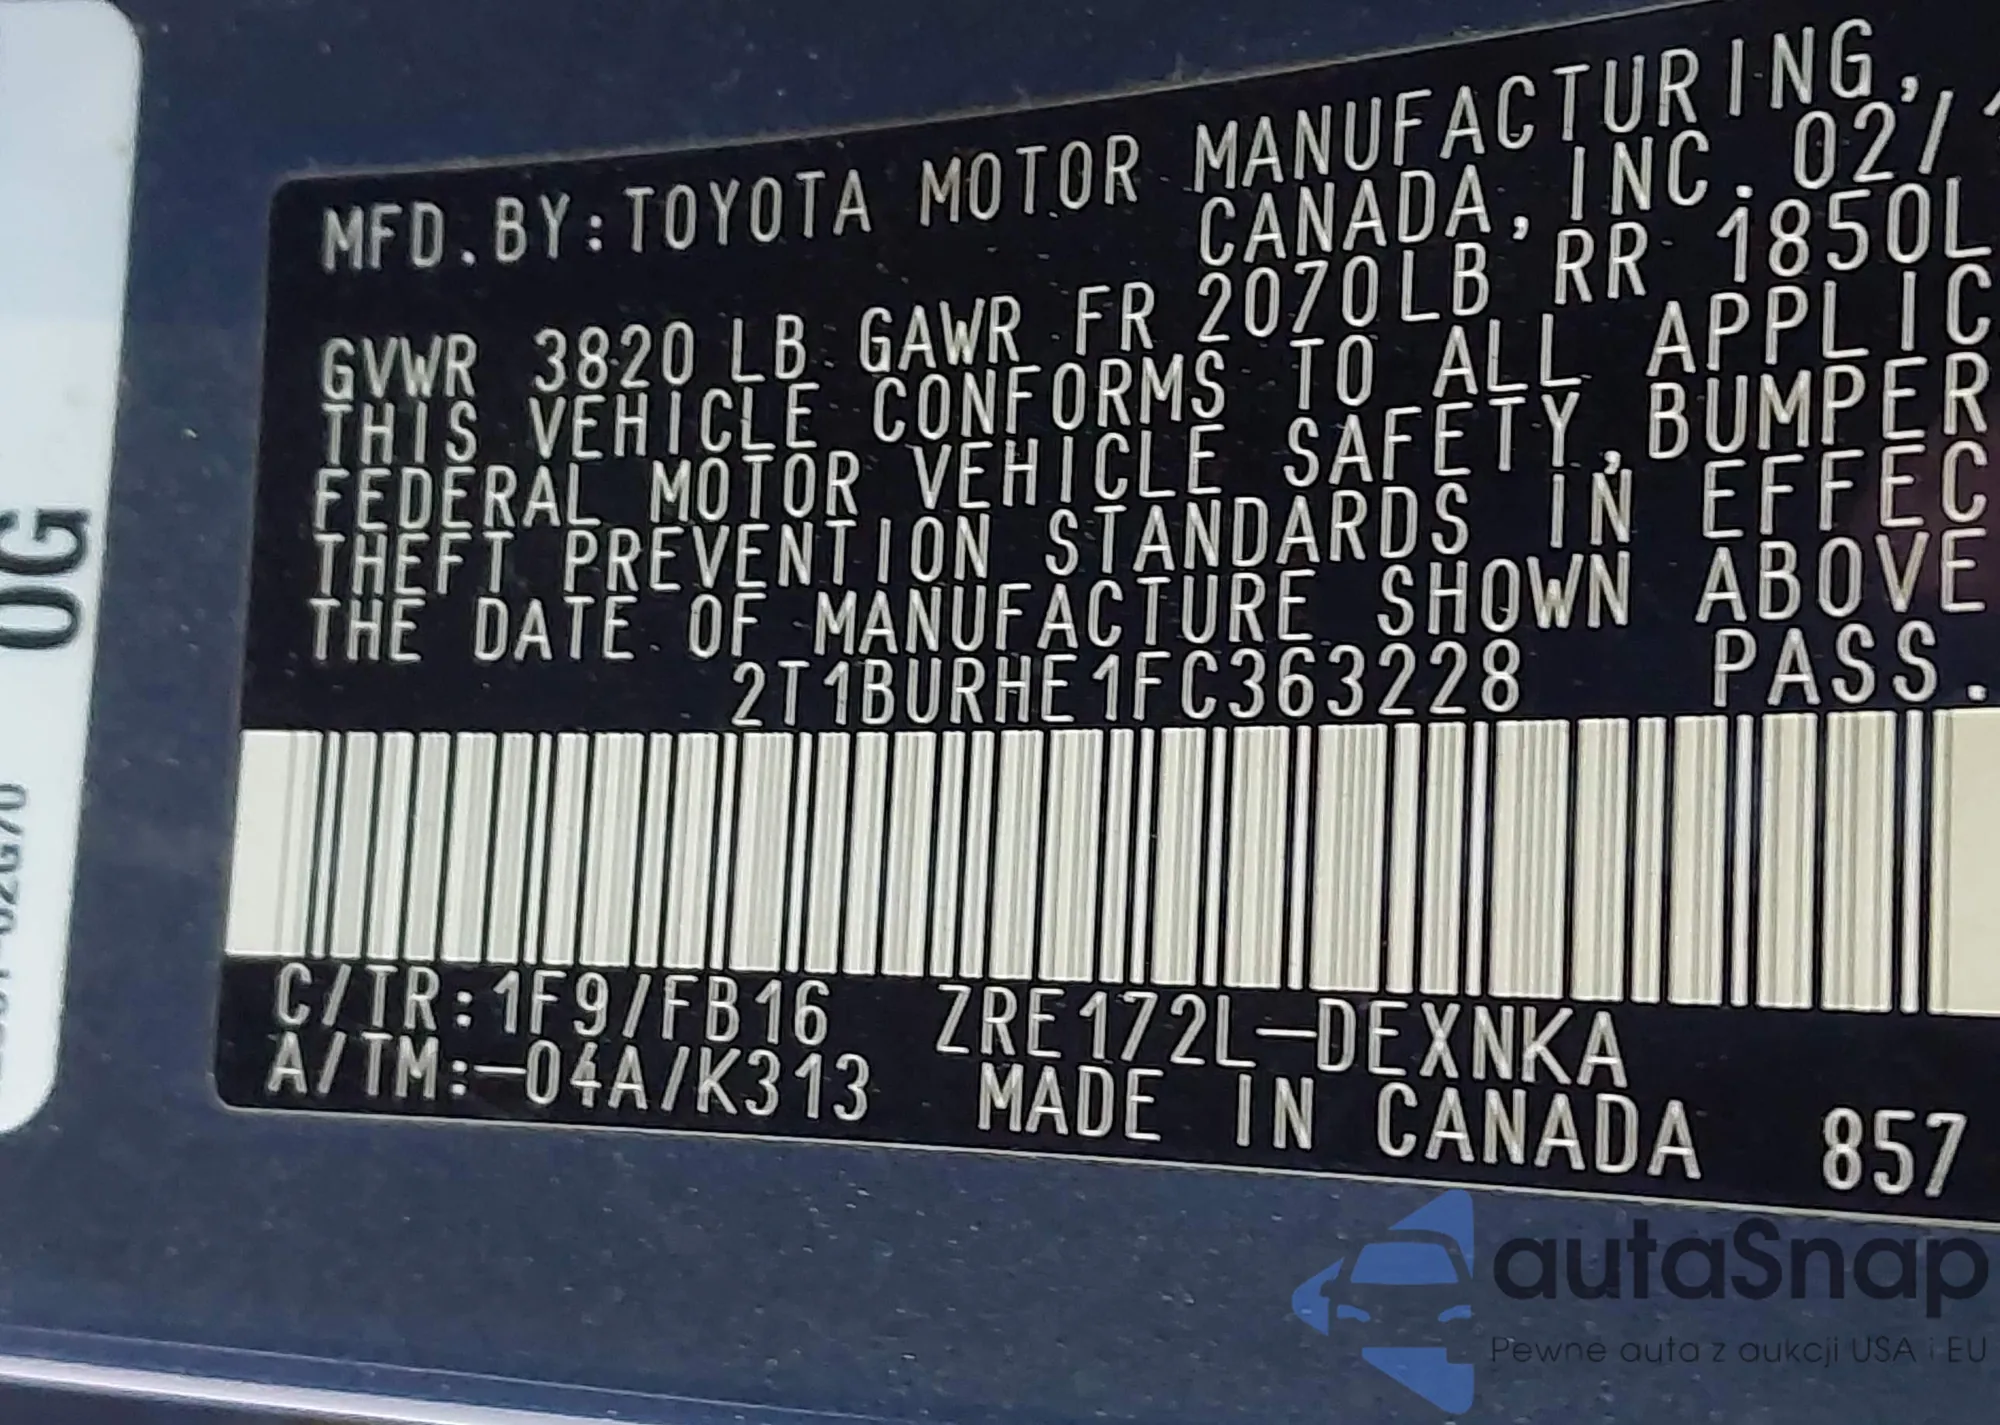 MFD.BY:TOYOTA MOTOR MANUFACTURING,
CANADA, INC. 02/
GVWR 3820 LB GAWR FR 2070LB RR 1850L
THIS VEHICLE CONFORMS TO ALL APPLIC
FEDERAL MOTOR VEHICLE SAFETY,BUMPER
THEFT PREVENTION STANDARDS IN EFFEC
THE DATE OF MANUFACTURE SHOWN ABOVE
2T1BURHE1FC363228 PASS.
C/TR:1F9/FB16 ZRE172L-DEXNKA
A/TM:-04A/K313 MADE IN CANADA 857
0G
autaSnap
Pewne auta z aukcji USA i EU